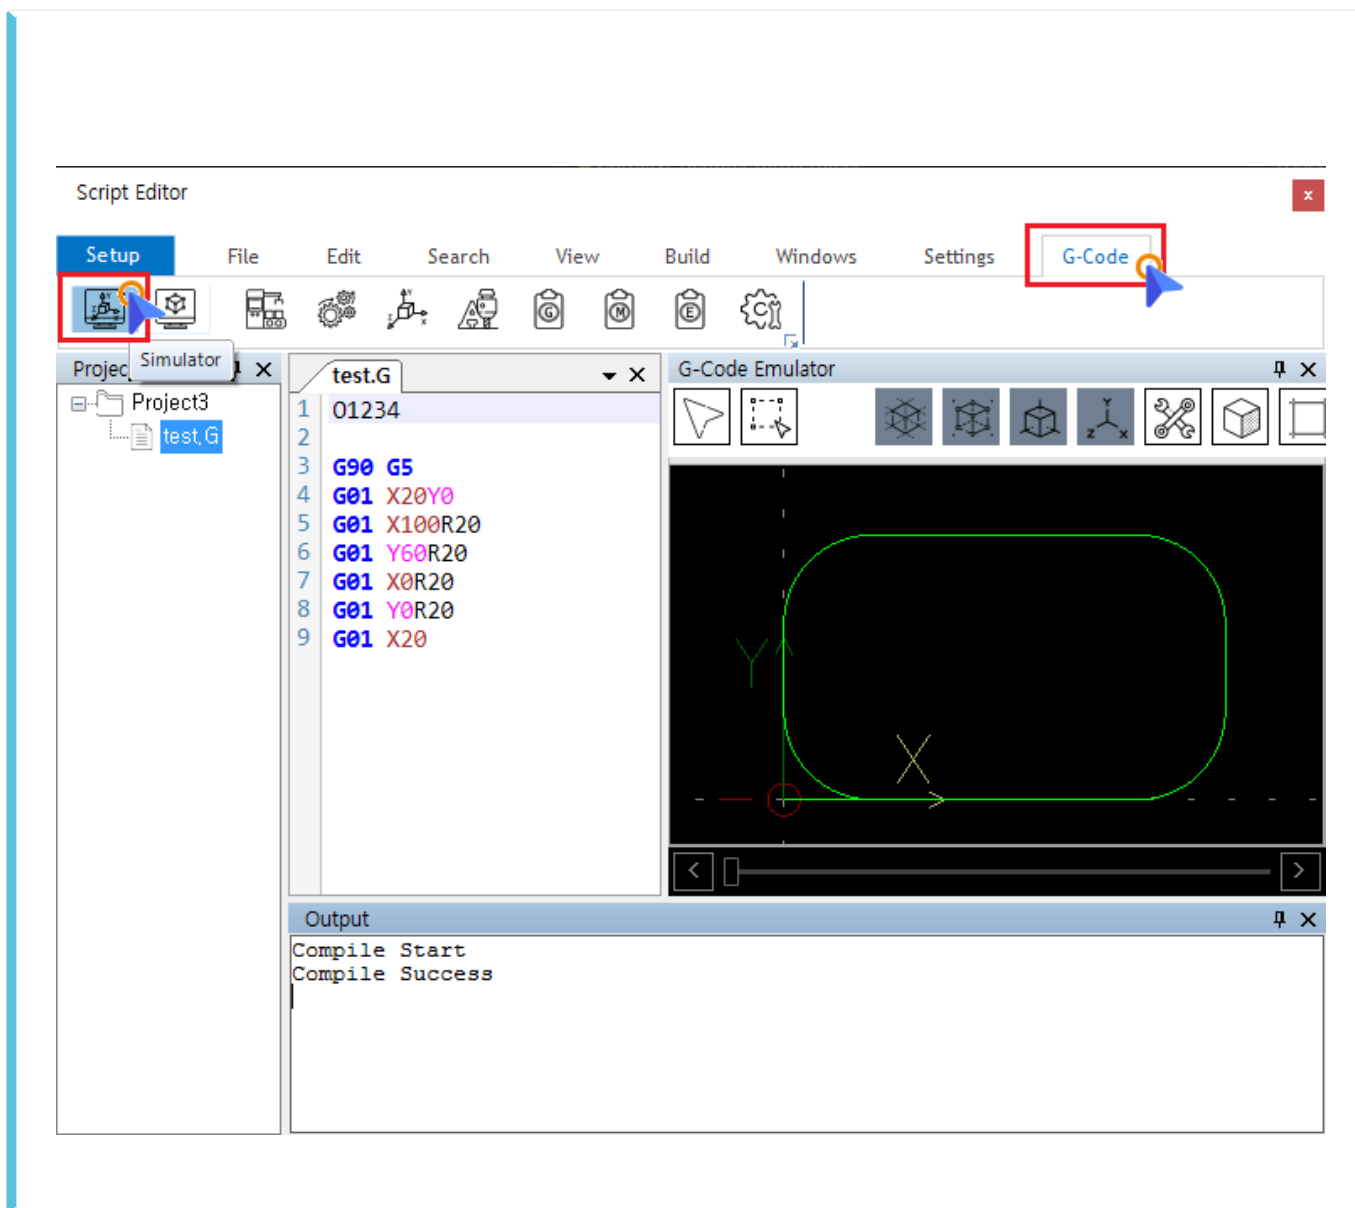 Script Editor
x
Setup File Edit Search View Build Windows Settings G-Code
G M E C
Simulator
Projec
Project3
test,G
test.G
1 O1234
2
3 G90 G5
4 G01 X20Y0
5 G01 X100R20
6 G01 Y60R20
7 G01 X0R20
8 G01 Y0R20
9 G01 X20
G-Code Emulator
Y
Z X
Y
X
Output
Compile Start
Compile Success